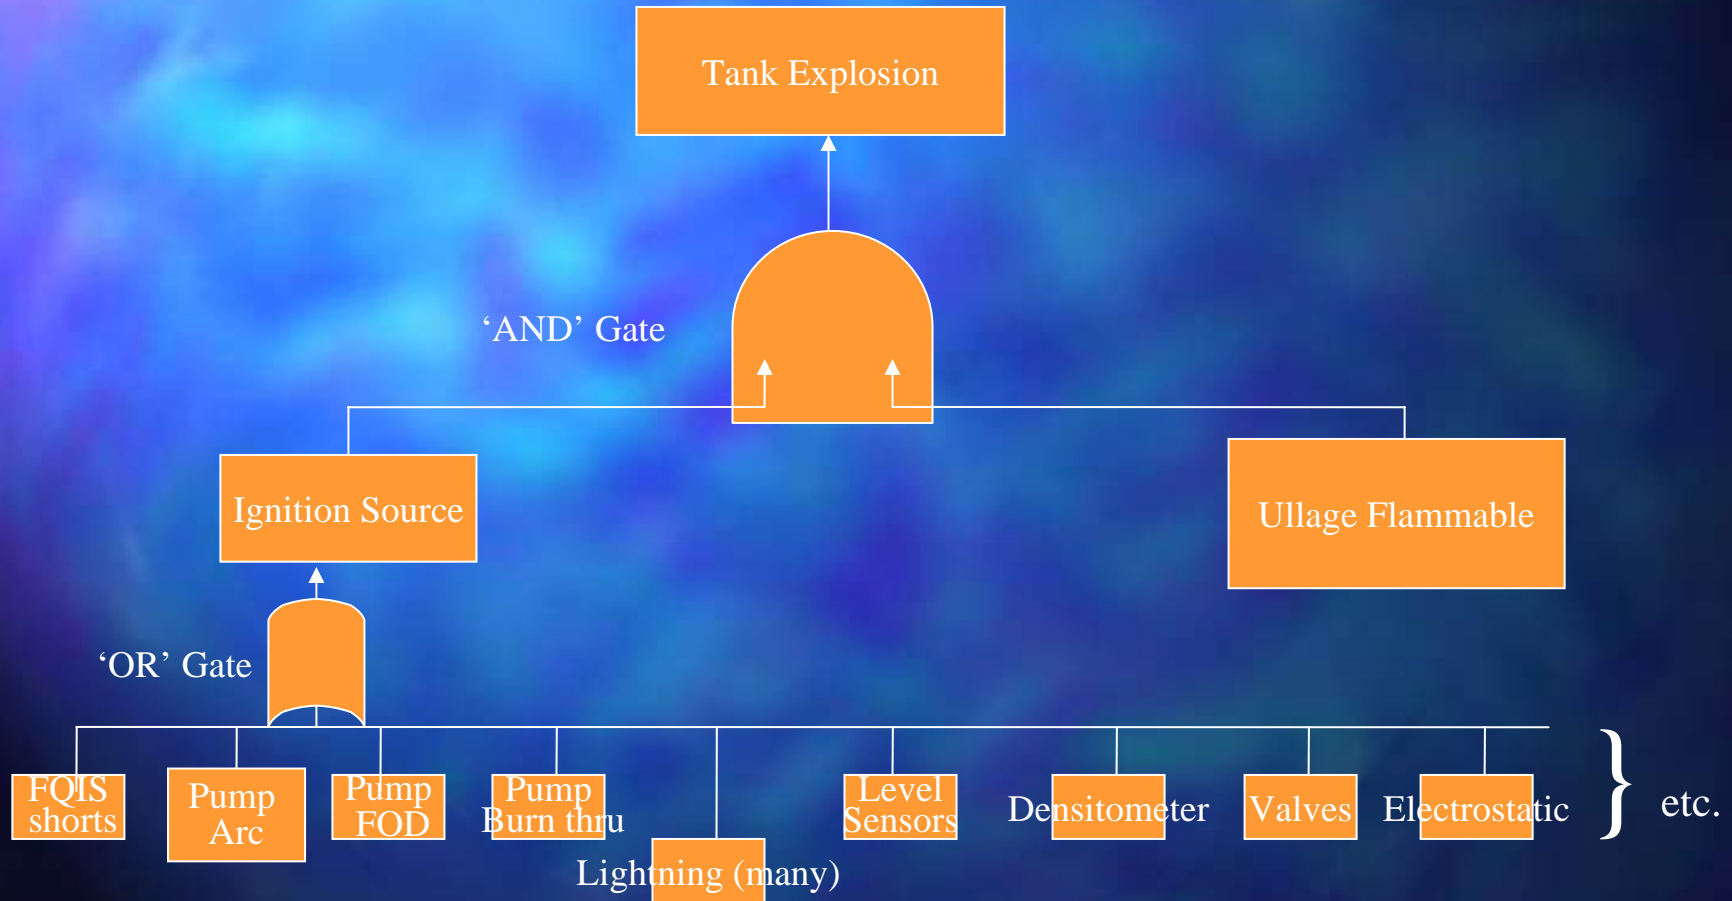 Tank Explosion
‘AND’ Gate
Ignition Source
Ullage Flammable
‘OR’ Gate
FQIS
shorts
Pump
Arc
Pump
FOD
Pump
Burn thru
Lightning (many)
Level
Sensors
Densitometer
Valves
Electrostatic
} etc.